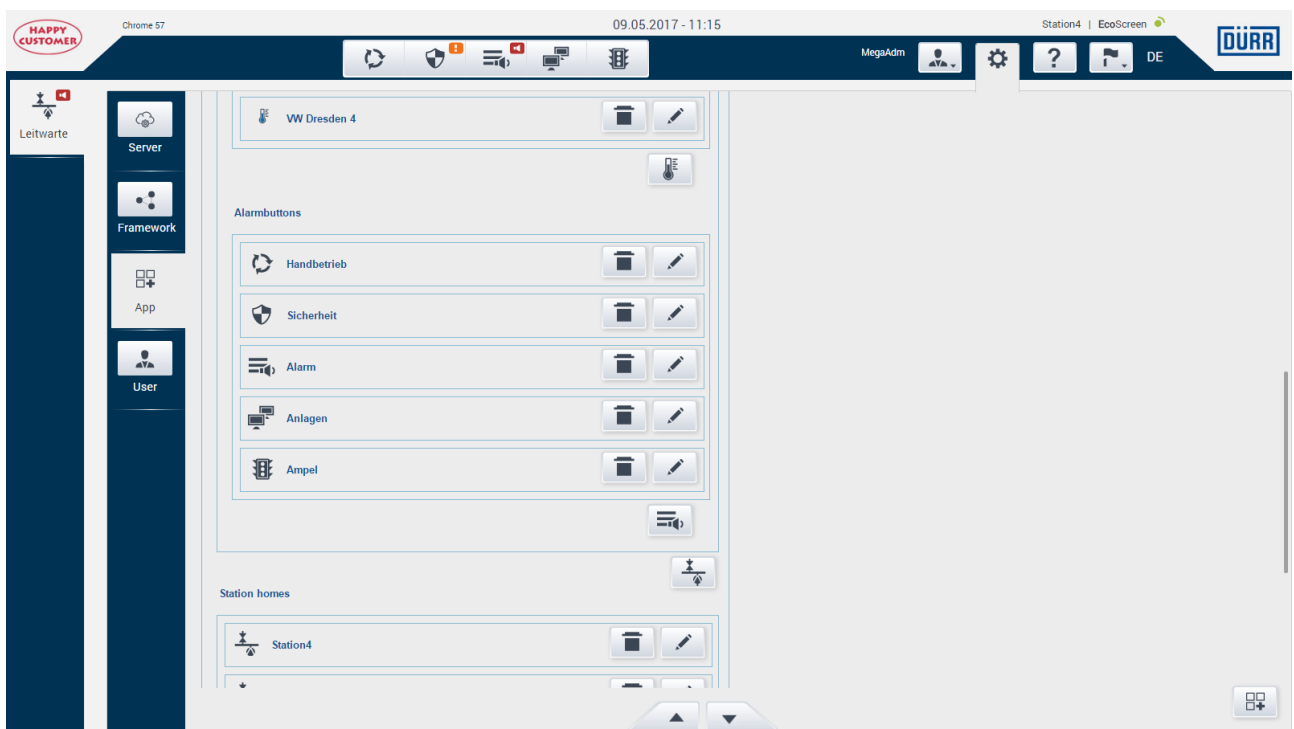 HAPPY
CUSTOMER
Chrome 57
09.05.2017 - 11:15
Station4 | EcoScreen
DÜRR
MegaAdm
?
DE
Leitwarte
Server
Framework
App
User
VW Dresden 4
Alarmbuttons
Handbetrieb
Sicherheit
Alarm
Anlagen
Ampel
Station homes
Station4